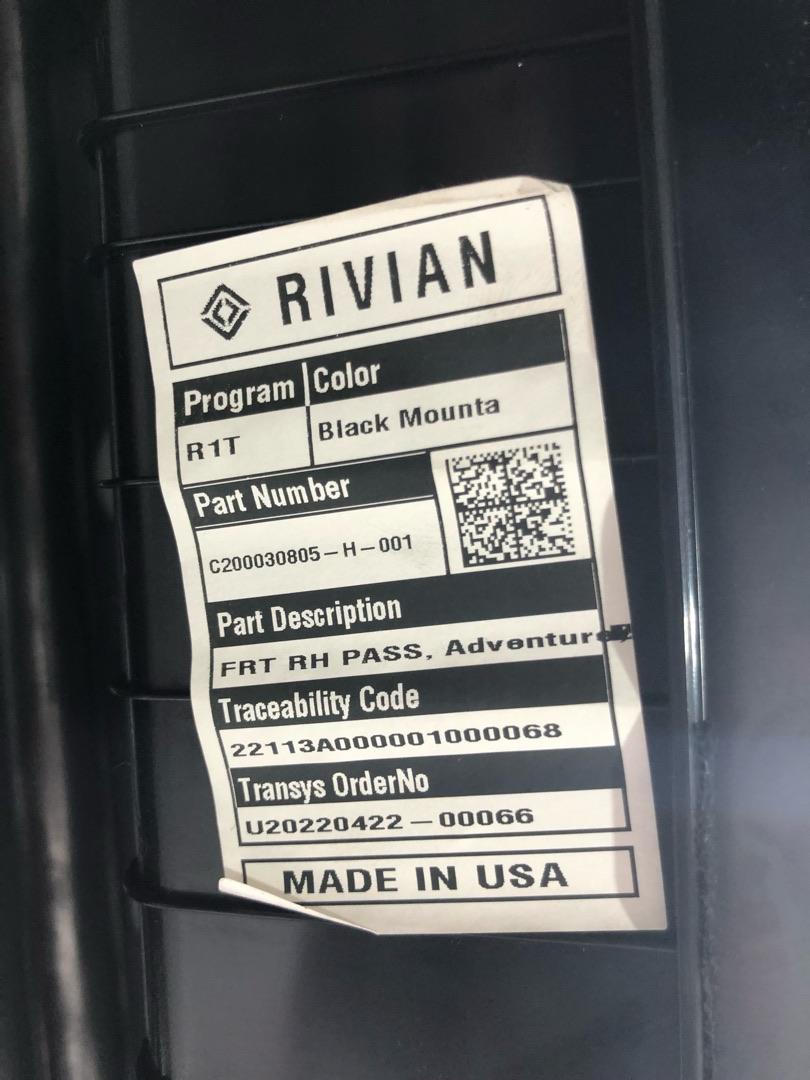 RIVIAN
Program Color
R1T Black Mounta
Part Number
C200030805-H-001
Part Description
FRT RH PASS, Adventure
Traceability Code
22113A000001000068
Transys OrderNo
U20220422-00066
MADE IN USA